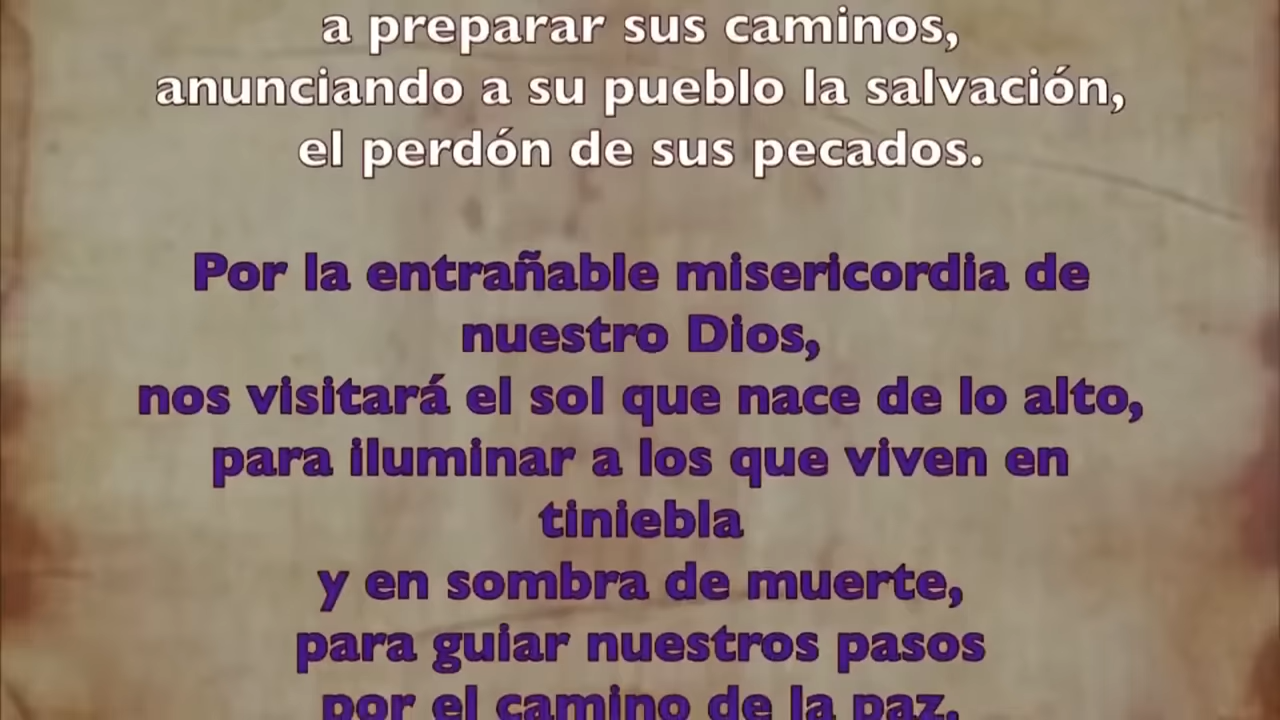 a preparar sus caminos,
anunciando a su pueblo la salvación,
el perdón de sus pecados.
Por la entrañable misericordia de
nuestro Dios,
nos visitará el sol que nace de lo alto,
para iluminar a los que viven en
tiniebla
y en sombra de muerte,
para guiar nuestros pasos
por el camino de la paz.